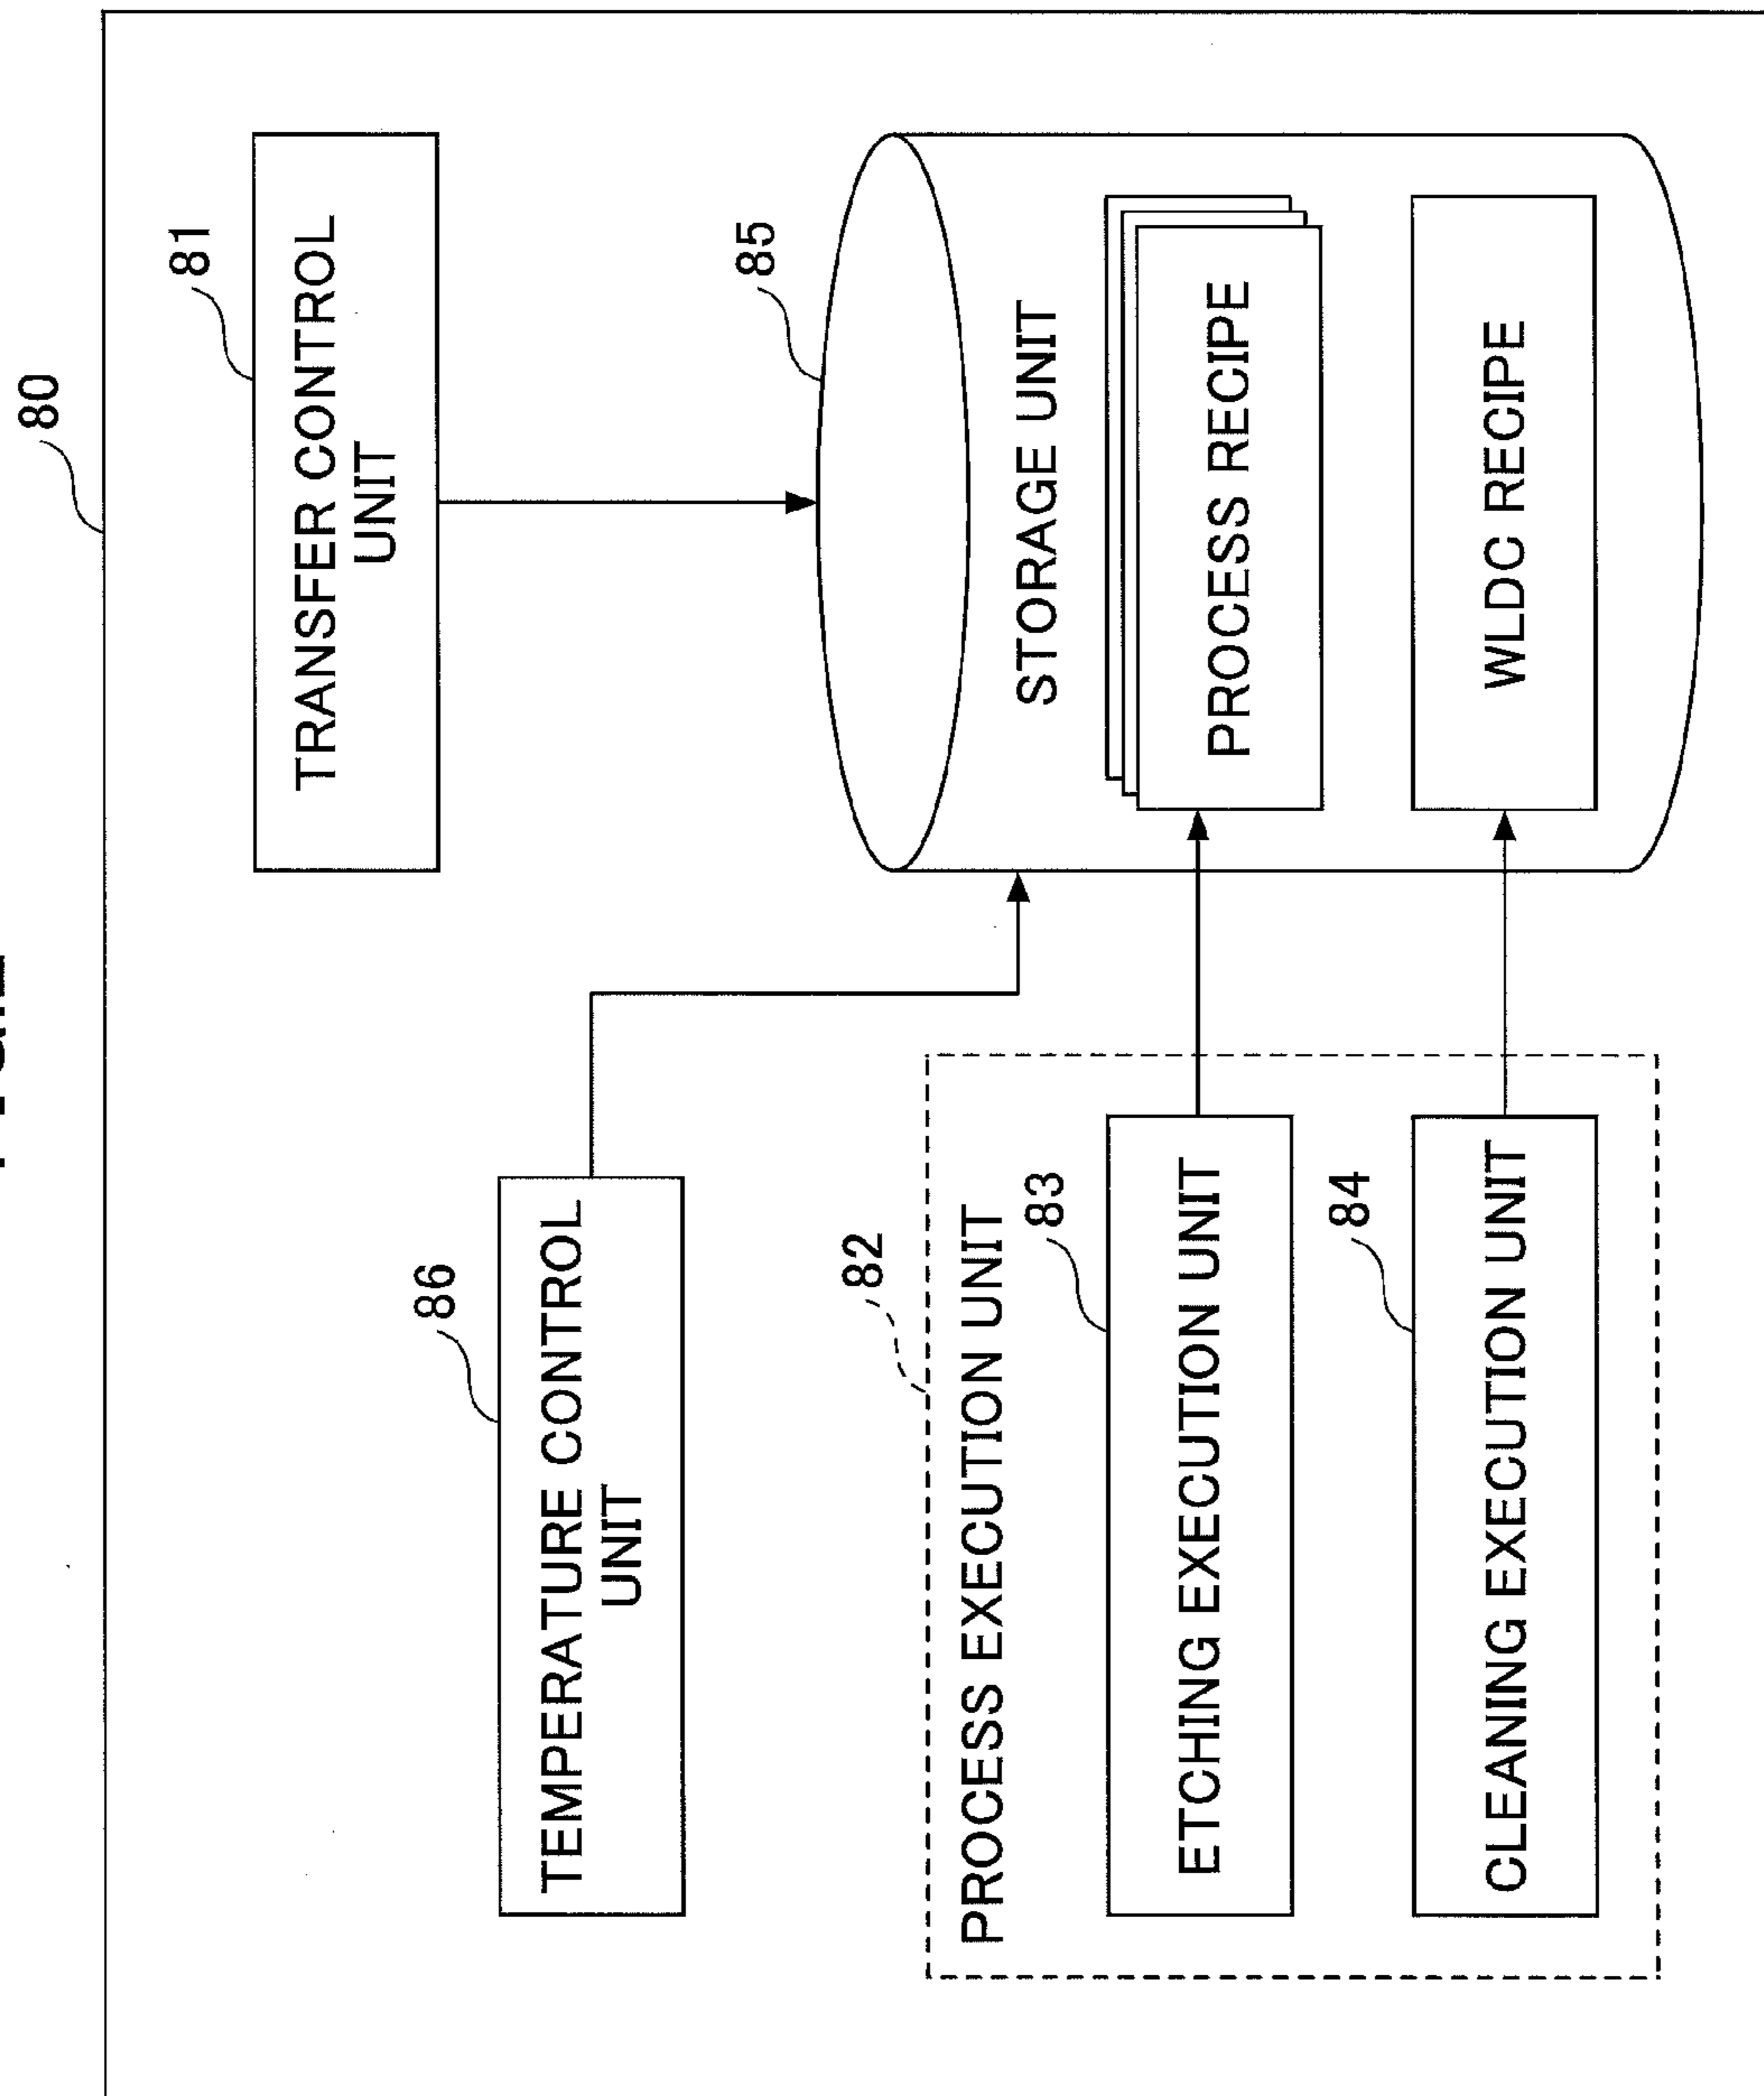 80
81
TRANSFER CONTROL
UNIT
86
TEMPERATURE CONTROL
UNIT
85
STORAGE UNIT
82
PROCESS EXECUTION UNIT
83
ETCHING EXECUTION UNIT
PROCESS RECIPE
84
CLEANING EXECUTION UNIT
WLDC RECIPE